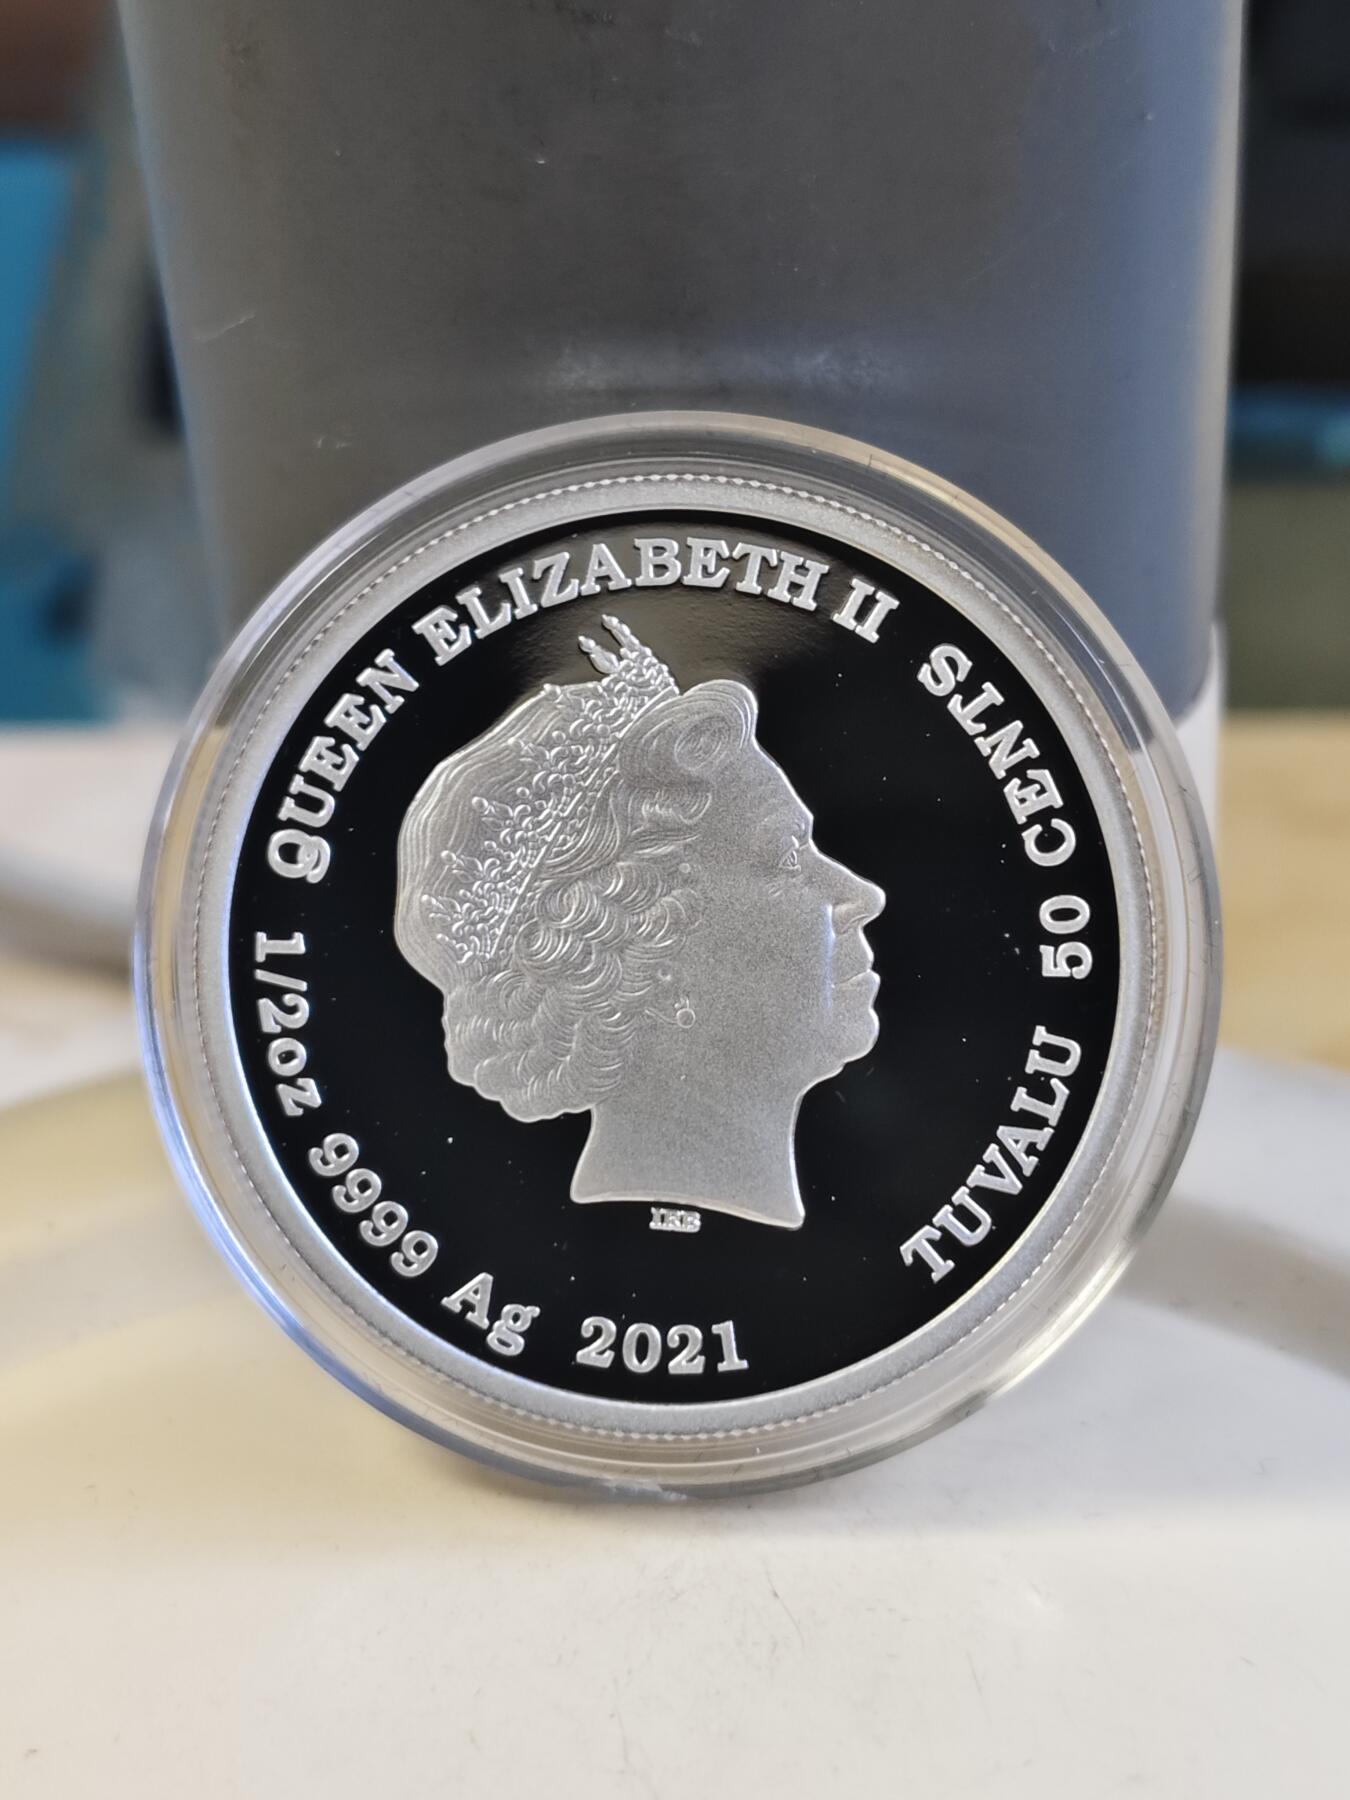 QUEEN ELIZABETH II
50 CENTS
TUVALU
1/2oz 9999 Ag 2021
IRB